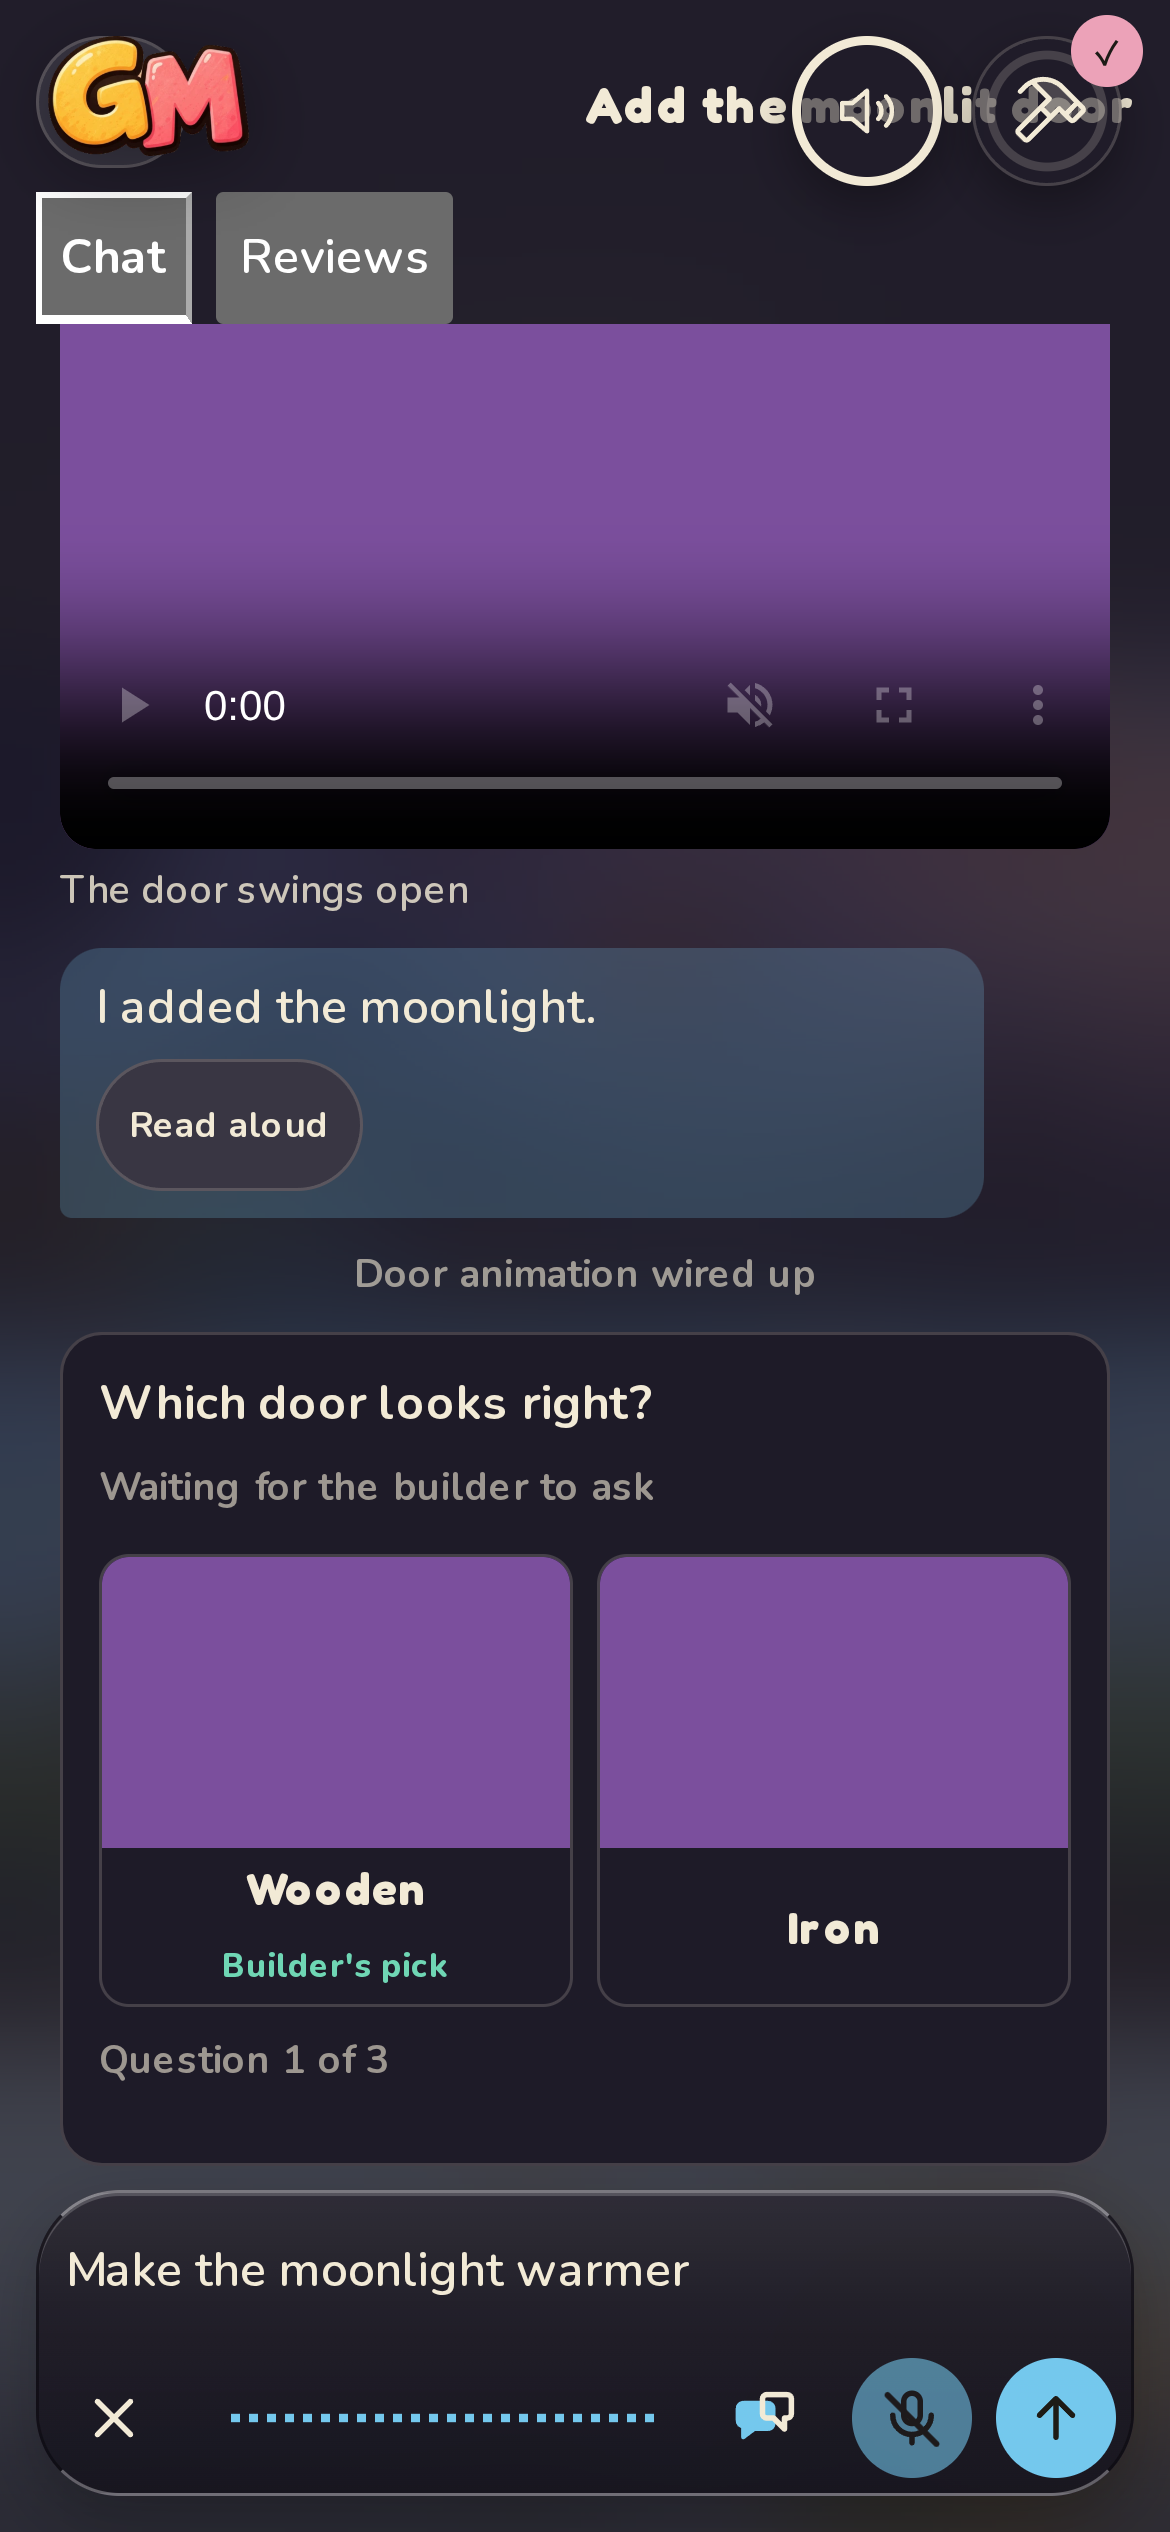 GM
Add the moonlit door
Chat
Reviews
0:00
The door swings open
I added the moonlight.
Read aloud
Door animation wired up
Which door looks right?
Waiting for the builder to ask
Wooden
Builder's pick
Iron
Question 1 of 3
Make the moonlight warmer